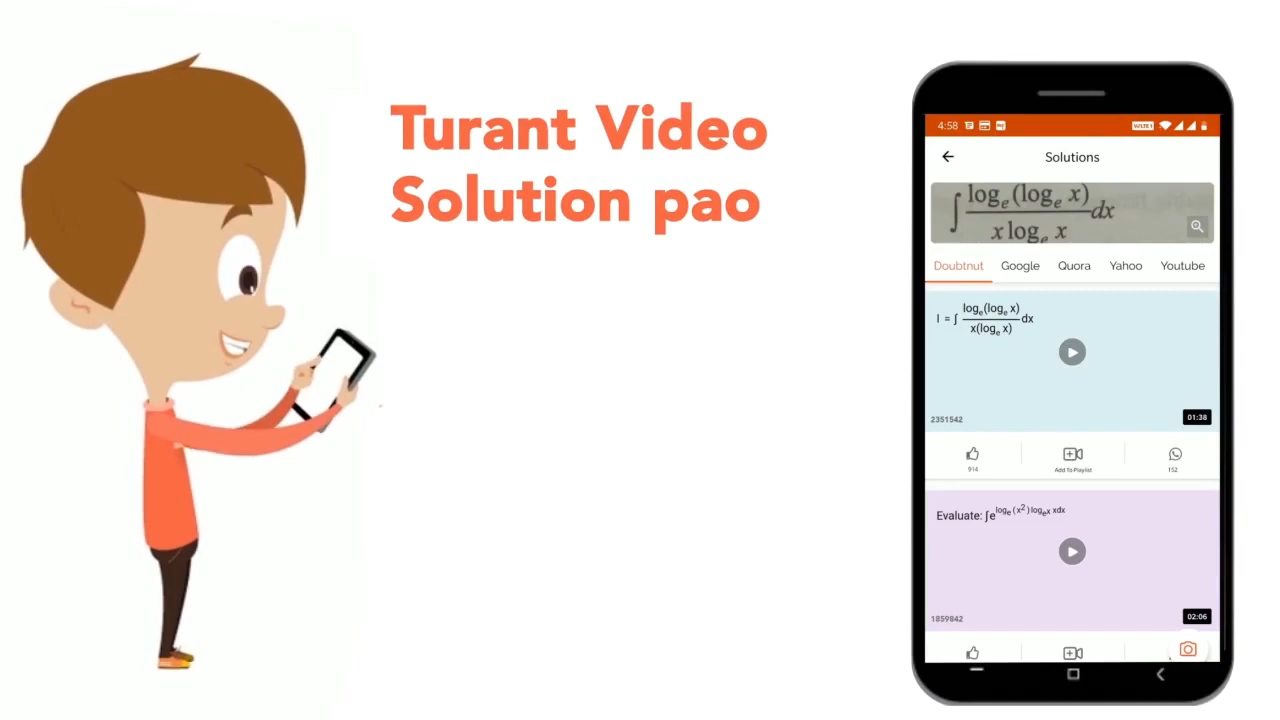 Turant Video
Solution pao
4:58
VoLTE1
Solutions
∫ logₑ(logₑ x) / x logₑ x dx
Doubtnut Google Quora Yahoo Youtube
I = ∫ logₑ(logₑ x) / x(logₑ x) dx
2351542 01:38
914 Add To Playlist 152
Evaluate: ∫e^logₑ(x²)logₑx xdx
1859842 02:06